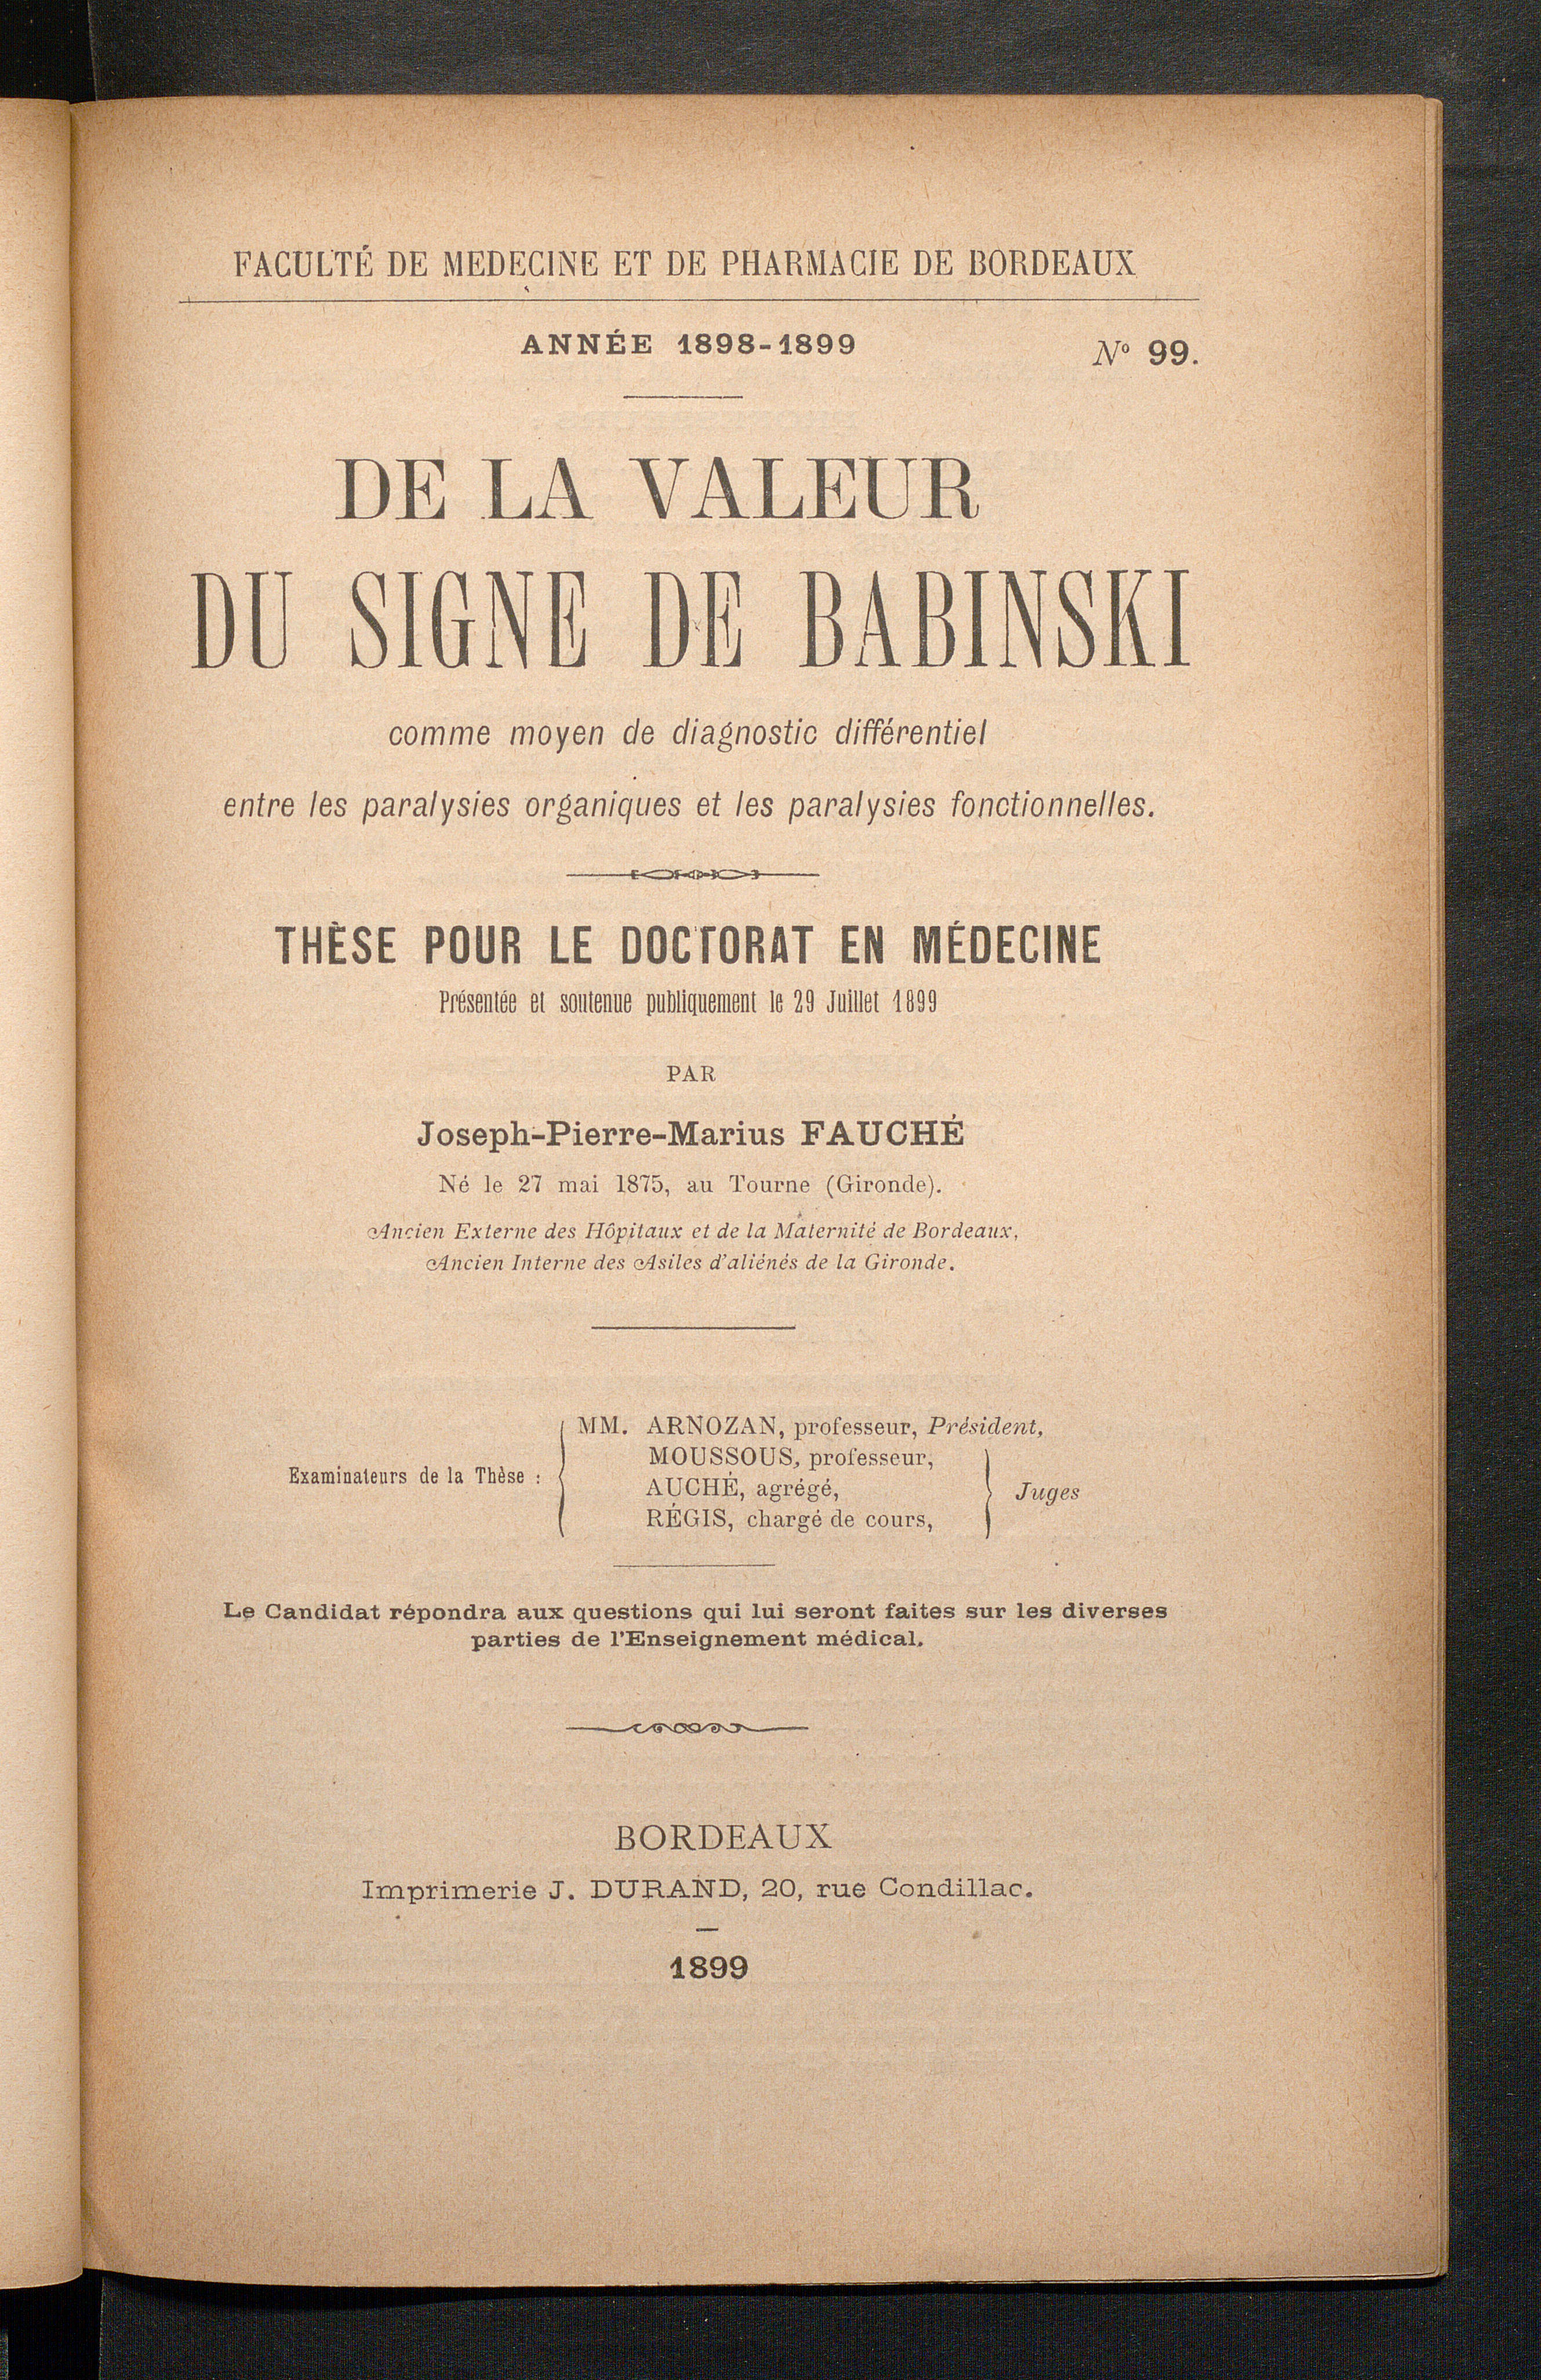 FACULTÉ DE MEDECINE ET DE PHARMACIE DE BORDEAUX
ANNÉE 1898-1899
Nº 99.
DE LA VALEUR
DU SIGNE DE BABINSKI
comme moyen de diagnostic différentiel
entre les paralysies organiques et les paralysies fonctionnelles.
THÈSE POUR LE DOCTORAT EN MÉDECINE
Présentée et soutenue publiquement le 29 Juillet 1899
PAR
Joseph-Pierre-Marius FAUCHÉ
Né le 27 mai 1875, au Tourne (Gironde).
Ancien Externe des Hôpitaux et de la Maternité de Bordeaux,
Ancien Interne des Asiles d'aliénés de la Gironde.
MM. ARNOZAN, professeur, Président,
MOUSSOUS, professeur,
Examinateurs de la Thèse :
AUCHÉ, agrégé,
Juges
RÉGIS, chargé de cours,
Le Candidat répondra aux questions qui lui seront faites sur les diverses
parties de l'Enseignement médical.
BORDEAUX
Imprimerie J. DURAND, 20, rue Condillac.
1899